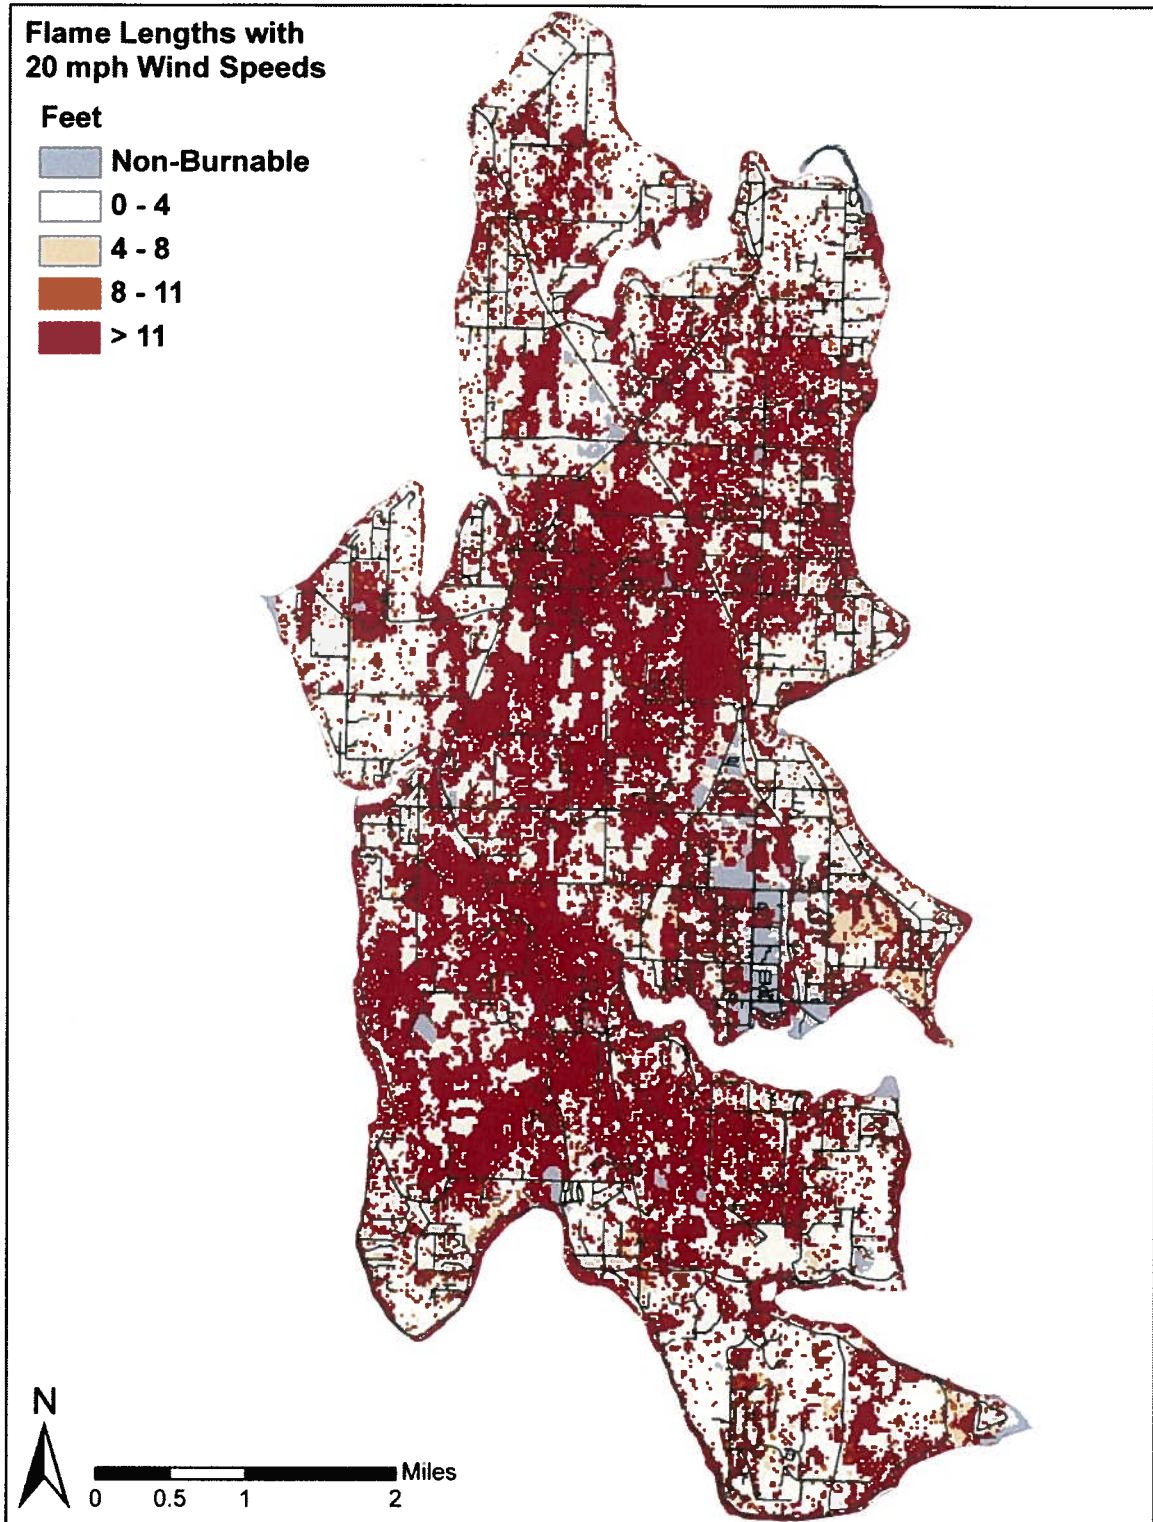 Flame Lengths with
20 mph Wind Speeds
Feet
Non-Burnable
0 - 4
4 - 8
8 - 11
> 11
N
Miles
0 0.5 1 2